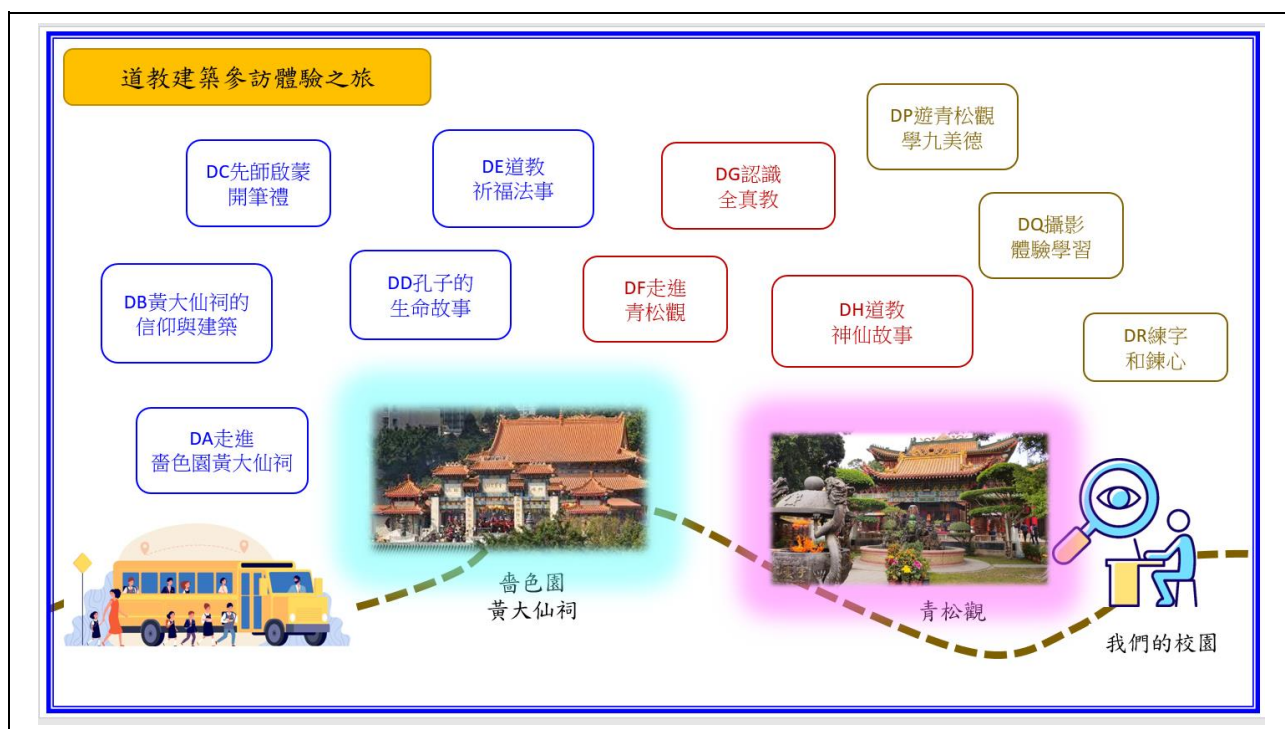 道教建築參訪體驗之旅
DP遊青松觀
學九美德
DC先師啟蒙
開筆禮
DE道教
祈福法事
DG認識
全真教
DQ攝影
體驗學習
DB黃大仙祠的
信仰與建築
DD孔子的
生命故事
DF走進
青松觀
DH道教
神仙故事
DR練字
和鍊心
DA走進
嗇色園黃大仙祠
嗇色園
黃大仙祠
青松觀
我們的校園